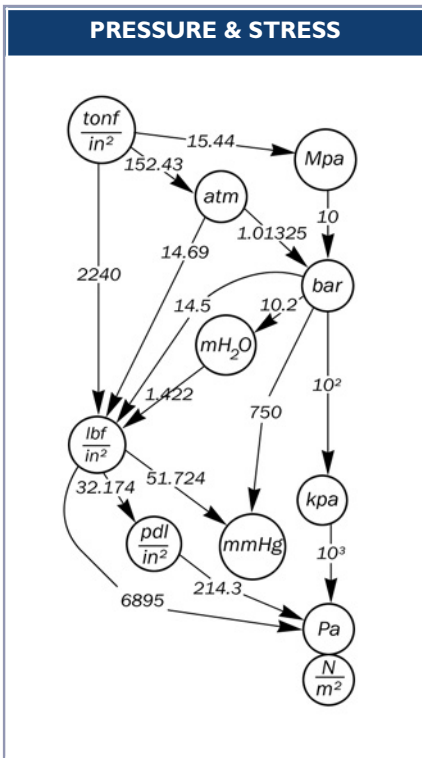 PRESSURE & STRESS
tonf
in²
15.44
Mpa
152.43
atm
10
1.01325
14.69
2240
bar
14.5
10.2
mH₂O
10²
1.422
750
lbf
in²
51.724
32.174
kpa
pdl
in²
mmHg
10³
214.3
6895
Pa
N
m²